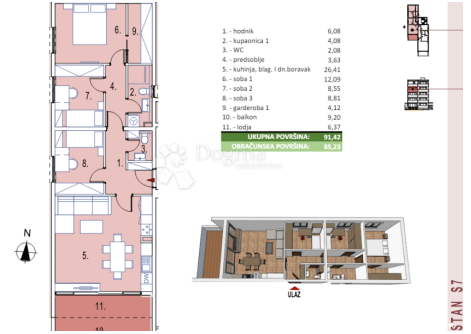 1. - hodnik 6,08
2. - kupaonica 1 4,08
3. - WC 2,08
4. - predsoblje 3,63
5. - kuhinja, blag. I dn.boravak 26,41
6. - soba 1 12,09
7. - soba 2 8,55
8. - soba 3 8,81
9. - garderoba 1 4,12
10. - balkon 9,20
11. - lođa 6,37
UKUPNA POVRŠINA: 91,42
OBRAČUNSKA POVRŠINA: 85,23
6.
9.
7.
4.
2.
3.
8.
1.
5.
11.
10.
N
Dogma
ULAZ
STAN S7